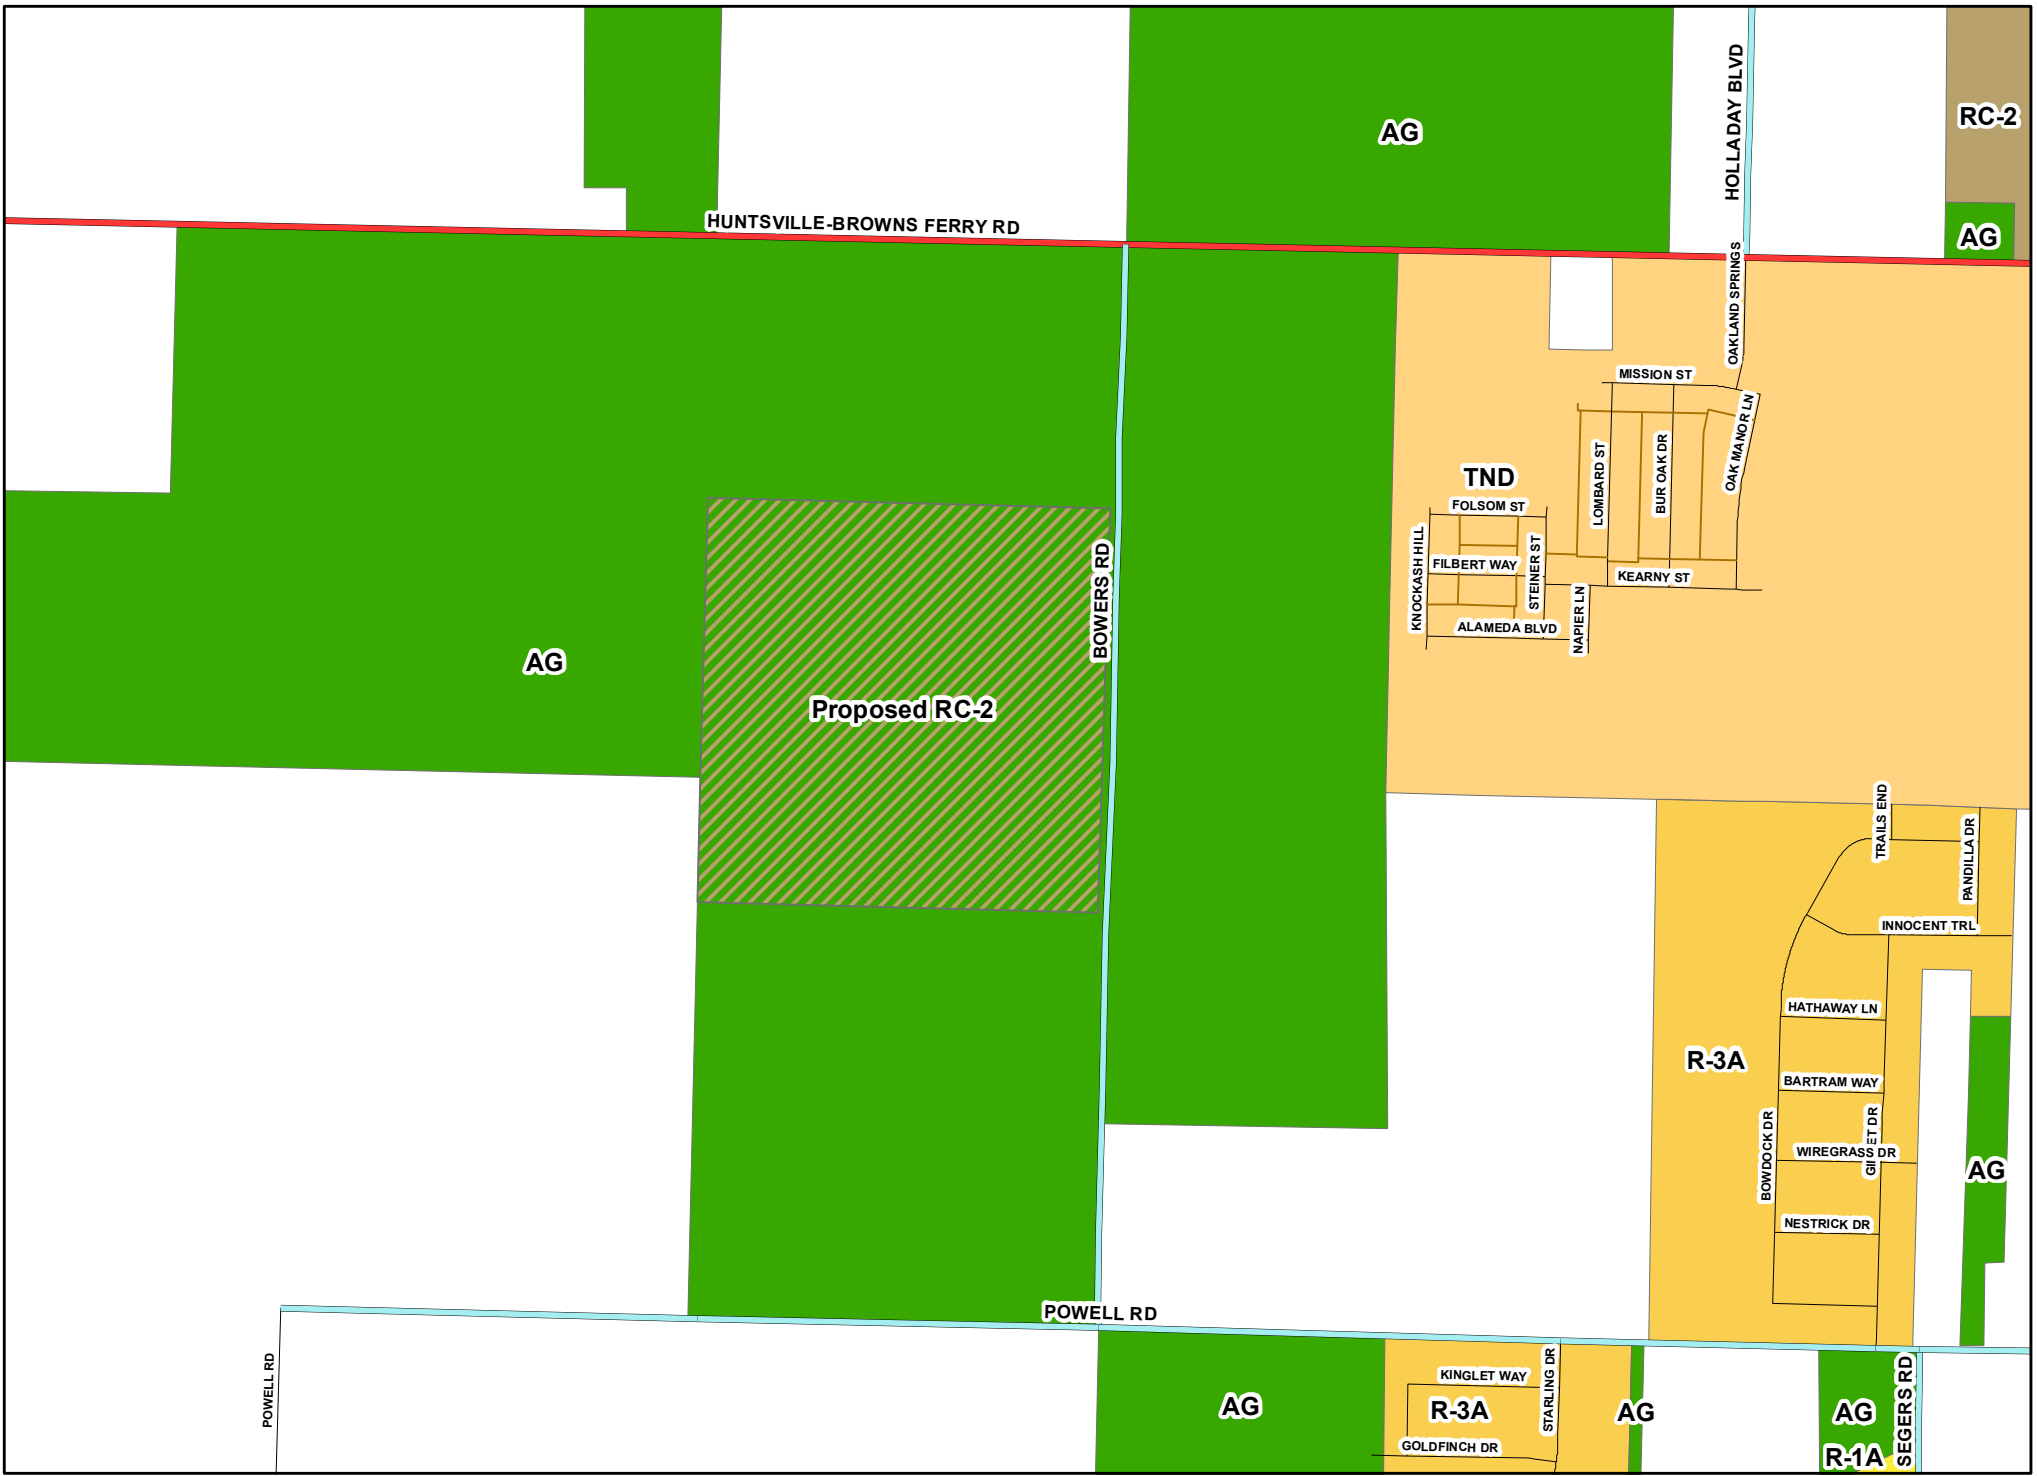 HOLLADAY BLVD
AG
RC-2
HUNTSVILLE-BROWNS FERRY RD
AG
OAKLAND SPRINGS
MISSION ST
OAK MANOR LN
LOMBARD ST
BUR OAK DR
TND
FOLSOM ST
KNOCKASH HILL
STEINER ST
FILBERT WAY
KEARNY ST
NAPIER LN
ALAMEDA BLVD
BOWERS RD
AG
Proposed RC-2
TRAILS END
PANDILLA DR
INNOCENT TRL
HATHAWAY LN
R-3A
BARTRAM WAY
BOWDOCK DR
WIREGRASS DR
AG
NESTRICK DR
POWELL RD
POWELL RD
KINGLET WAY
STARLING DR
R-3A
GOLDFINCH DR
AG
AG
AG
SEGERS RD
R-1A